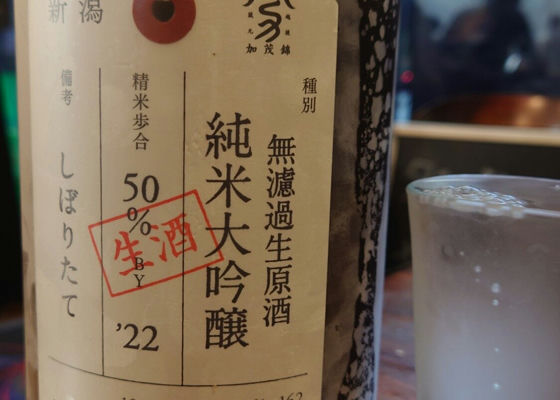 新潟
加茂錦
種別
無濾過生原酒
純米大吟醸
精米歩合
50%
BY
'22
生酒
備考
しぼりたて